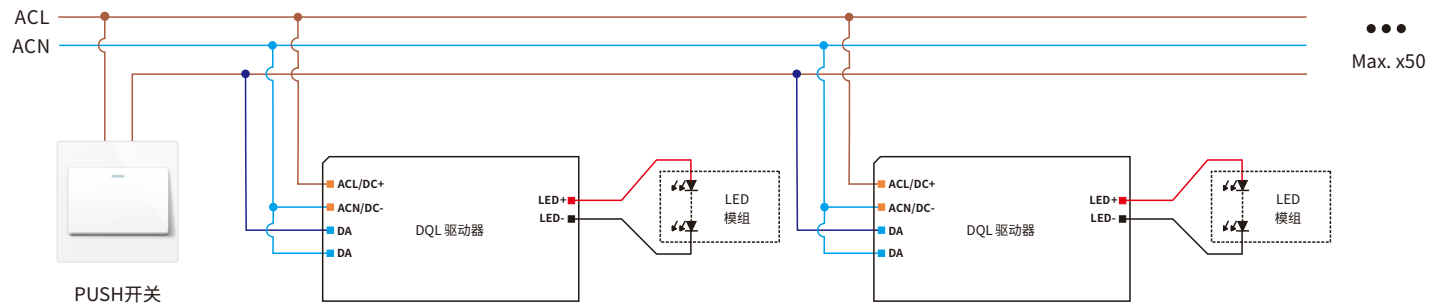 ACL
ACN
Max. x50
ACL/DC+
ACN/DC-
DA
DA
DQL 驱动器
LED+
LED-
LED
模组
ACL/DC+
ACN/DC-
DA
DA
DQL 驱动器
LED+
LED-
LED
模组
PUSH开关